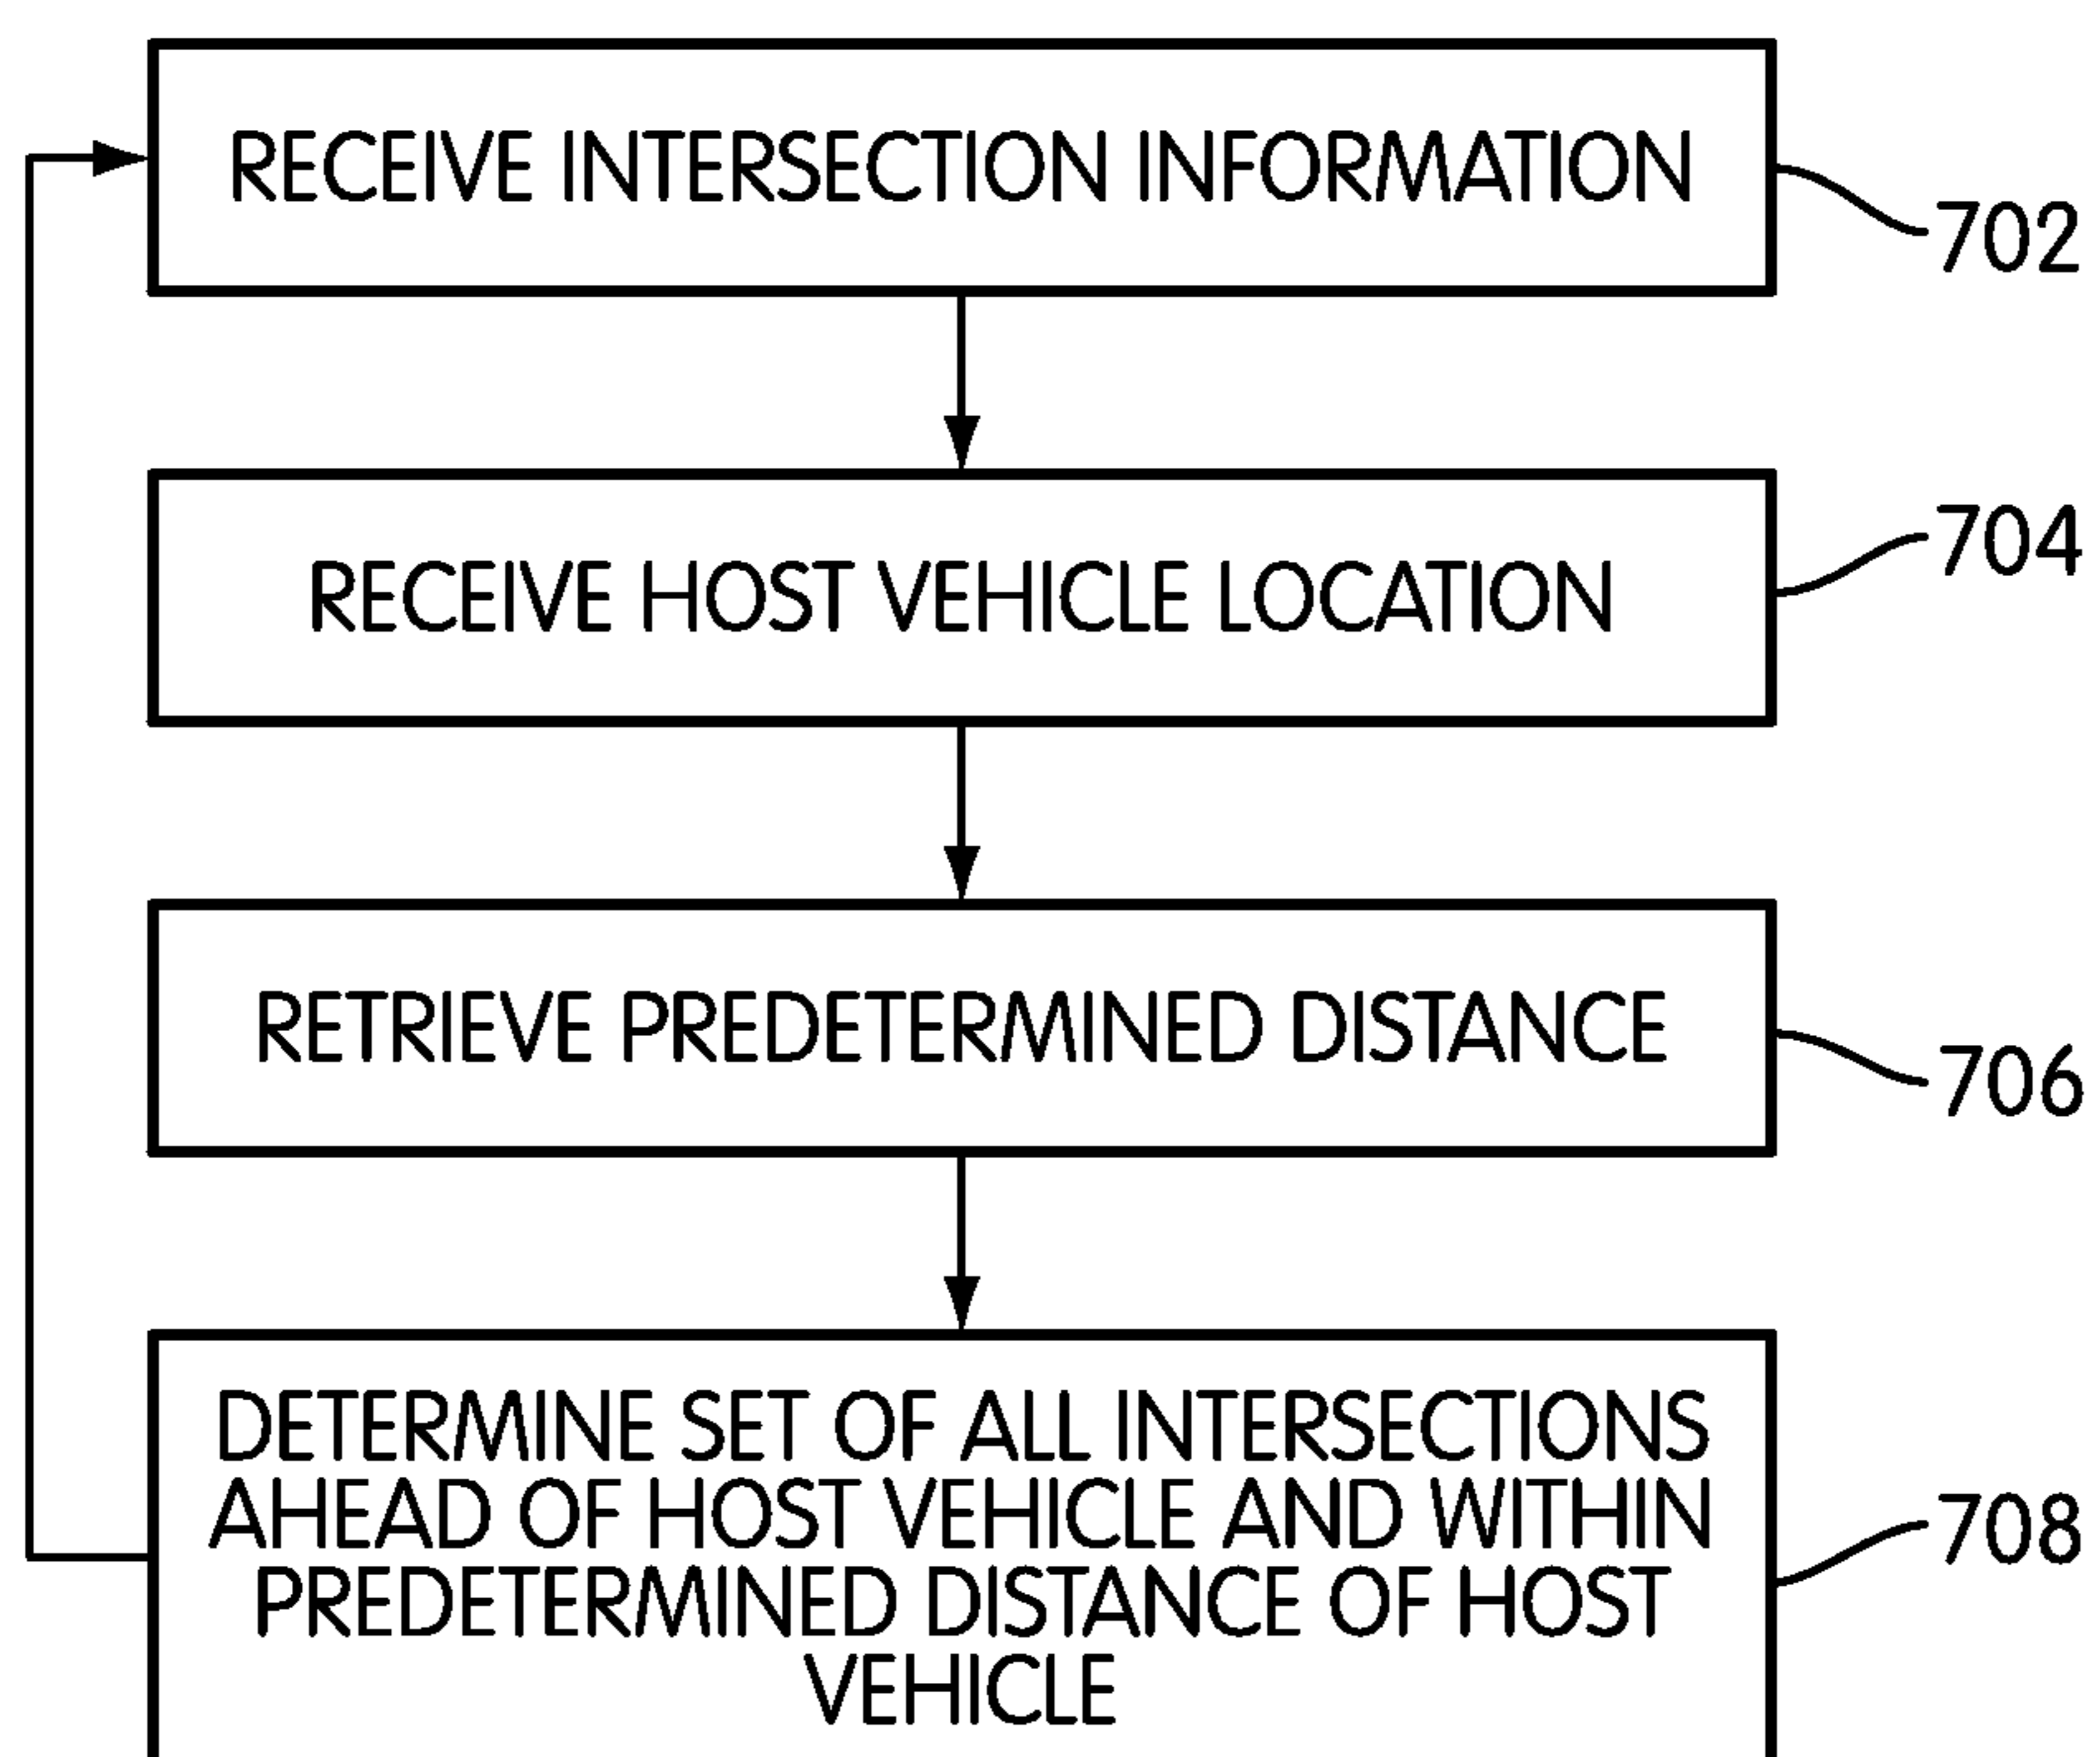 RECEIVE INTERSECTION INFORMATION
702
RECEIVE HOST VEHICLE LOCATION
704
RETRIEVE PREDETERMINED DISTANCE
706
DETERMINE SET OF ALL INTERSECTIONS
AHEAD OF HOST VEHICLE AND WITHIN
PREDETERMINED DISTANCE OF HOST
VEHICLE
708